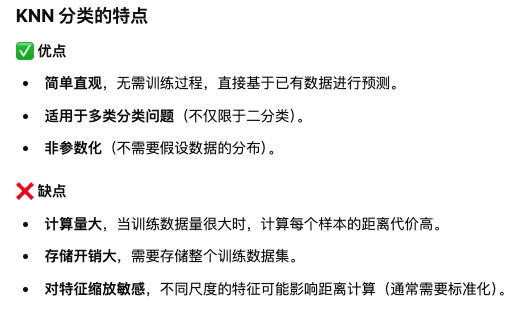 KNN 分类的特点
✅ 优点
• 简单直观，无需训练过程，直接基于已有数据进行预测。
• 适用于多类分类问题（不仅限于二分类）。
• 非参数化（不需要假设数据的分布）。
❌ 缺点
• 计算量大，当训练数据量很大时，计算每个样本的距离代价高。
• 存储开销大，需要存储整个训练数据集。
• 对特征缩放敏感，不同尺度的特征可能影响距离计算（通常需要标准化）。